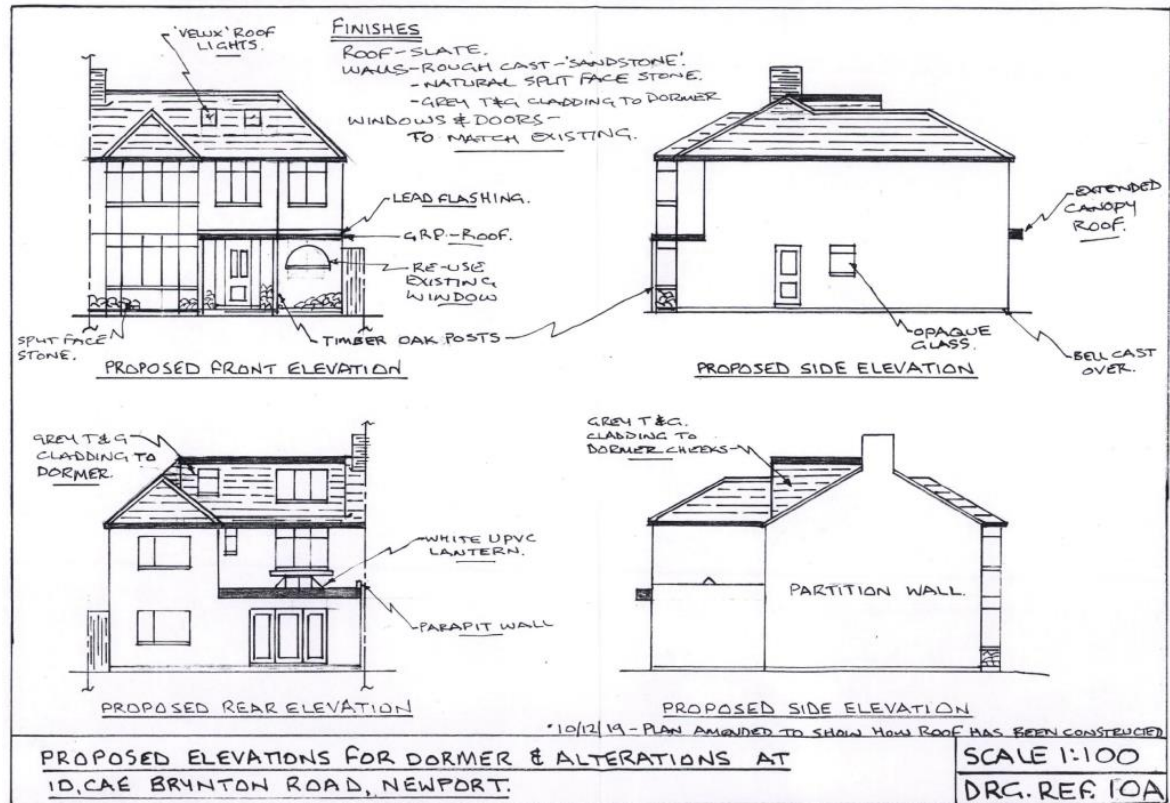 'VELUX' ROOF
LIGHTS.
FINISHES
ROOF-SLATE.
WALLS-ROUGH CAST-'SANDSTONE'.
-NATURAL SPLIT FACE STONE.
-GREY T&G CLADDING TO DORMER
WINDOWS & DOORS-
TO MATCH EXISTING.
LEAD FLASHING.
GRP-ROOF.
RE-USE
EXISTING
WINDOW
SPLIT FACE
STONE.
TIMBER OAK POSTS
PROPOSED FRONT ELEVATION
EXTENDED
CANOPY
ROOF.
OPAQUE
GLASS.
BELL CAST
OVER.
PROPOSED SIDE ELEVATION
GREY T&G
CLADDING TO
DORMER.
WHITE UPVC
LANTERN.
PARAPIT WALL
PROPOSED REAR ELEVATION
GREY T&G.
CLADDING TO
DORMER CHEEKS
PARTITION WALL.
PROPOSED SIDE ELEVATION
*10/12/19-PLAN AMENDED TO SHOW HOW ROOF HAS BEEN CONSTRUCTED
PROPOSED ELEVATIONS FOR DORMER & ALTERATIONS AT
10, CAE BRYNTON ROAD, NEWPORT.
SCALE 1:100
DRG. REF. 10A